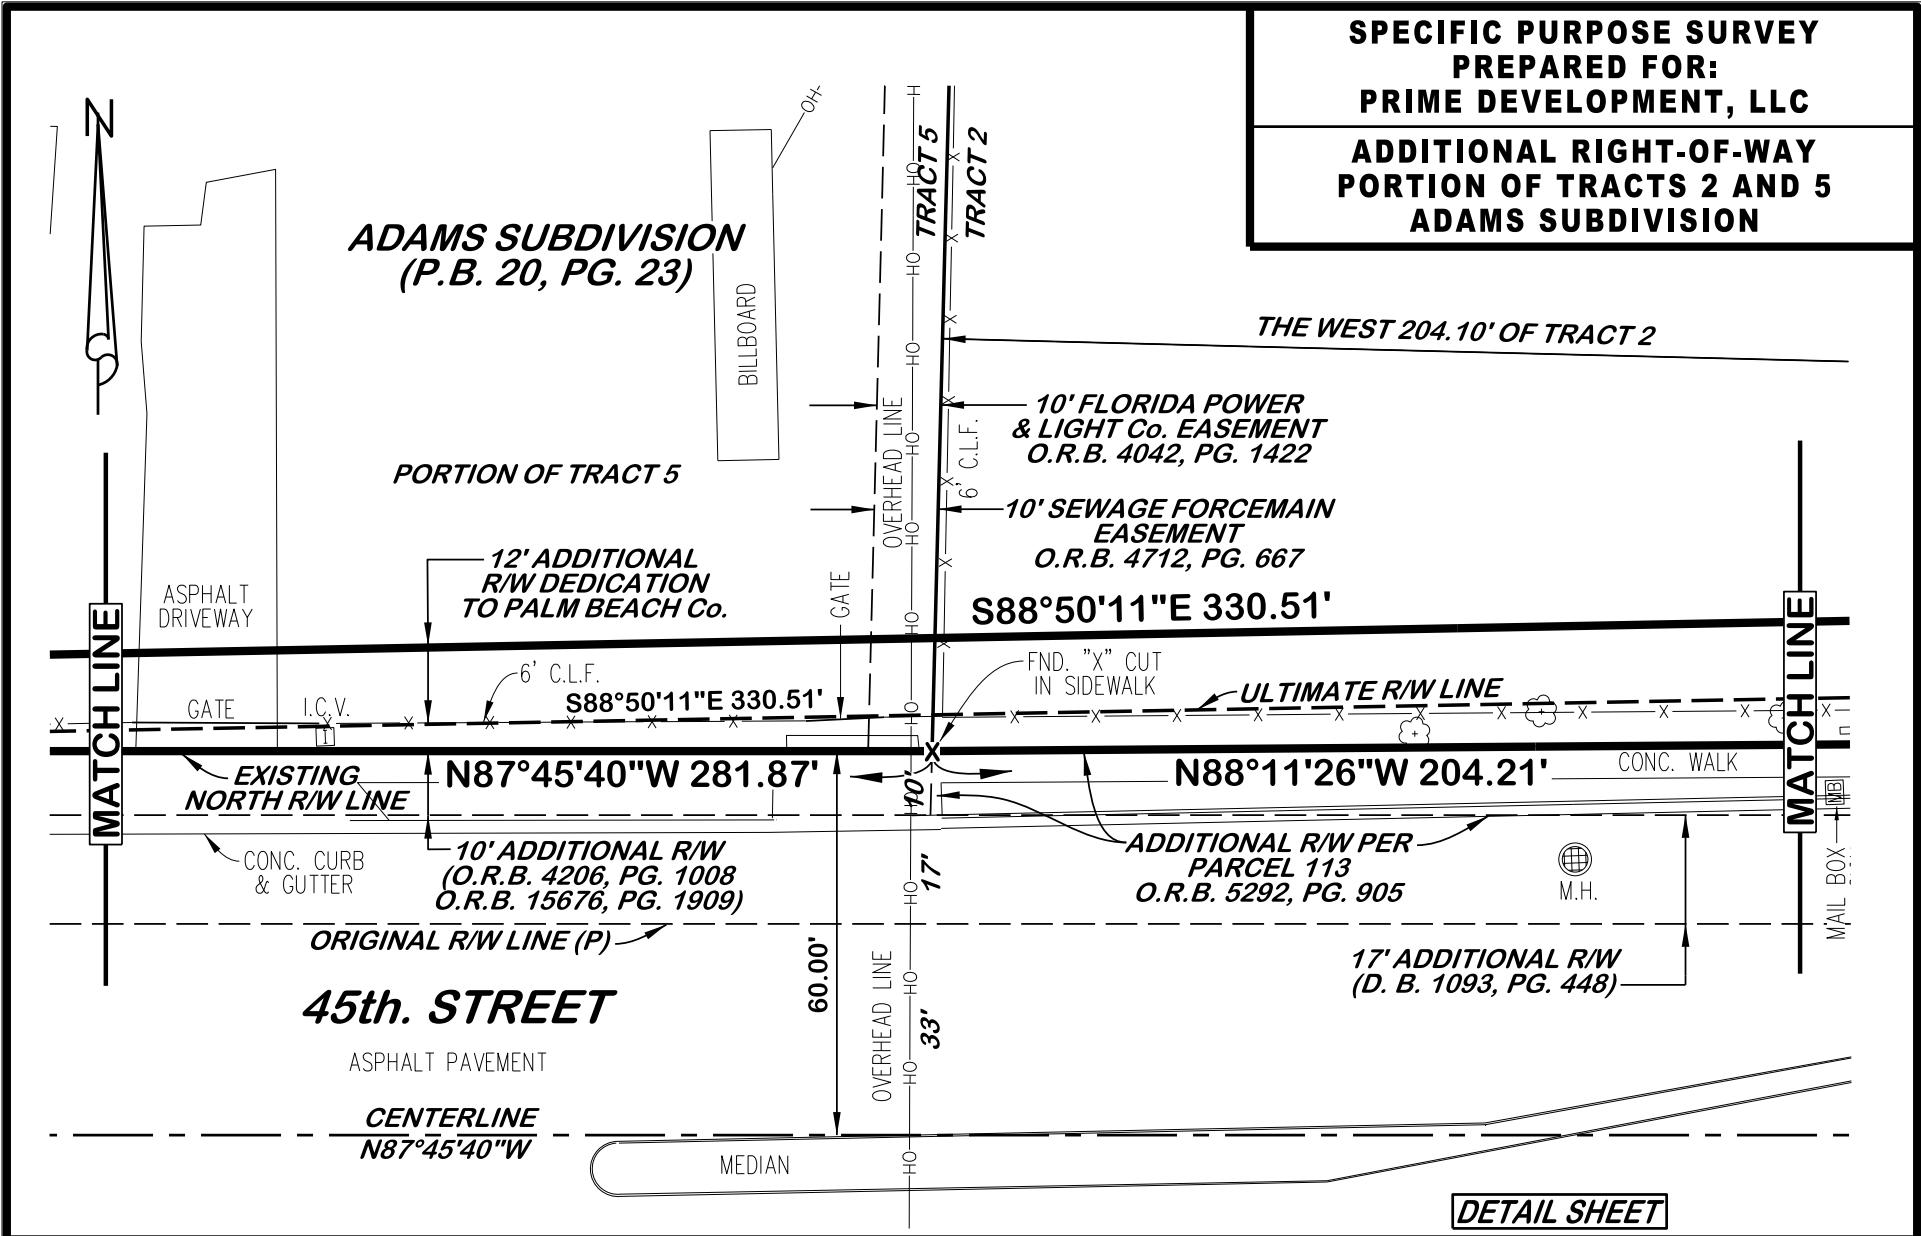 SPECIFIC PURPOSE SURVEY
PREPARED FOR:
PRIME DEVELOPMENT, LLC
ADDITIONAL RIGHT-OF-WAY
PORTION OF TRACTS 2 AND 5
ADAMS SUBDIVISION
N
OH
ADAMS SUBDIVISION
(P.B. 20, PG. 23)
BILLBOARD
TRACT 5
TRACT 2
THE WEST 204.10' OF TRACT 2
10' FLORIDA POWER
& LIGHT Co. EASEMENT
O.R.B. 4042, PG. 1422
OVERHEAD LINE
6' C.L.F.
PORTION OF TRACT 5
10' SEWAGE FORCEMAIN
EASEMENT
O.R.B. 4712, PG. 667
12' ADDITIONAL
R/W DEDICATION
TO PALM BEACH Co.
GATE
ASPHALT
DRIVEWAY
S88°50'11"E 330.51'
MATCH LINE
MATCH LINE
6' C.L.F.
FND. "X" CUT
IN SIDEWALK
S88°50'11"E 330.51'
ULTIMATE R/W LINE
GATE
I.C.V.
I
X
EXISTING
NORTH R/W LINE
N87°45'40"W 281.87'
10'
N88°11'26"W 204.21'
CONC. WALK
MB
MAIL BOX
CONC. CURB
& GUTTER
10' ADDITIONAL R/W
(O.R.B. 4206, PG. 1008
O.R.B. 15676, PG. 1909)
17'
ADDITIONAL R/W PER
PARCEL 113
O.R.B. 5292, PG. 905
M.H.
ORIGINAL R/W LINE (P)
60.00'
OVERHEAD LINE
33'
17' ADDITIONAL R/W
(D. B. 1093, PG. 448)
45th. STREET
ASPHALT PAVEMENT
CENTERLINE
N87°45'40"W
MEDIAN
DETAIL SHEET